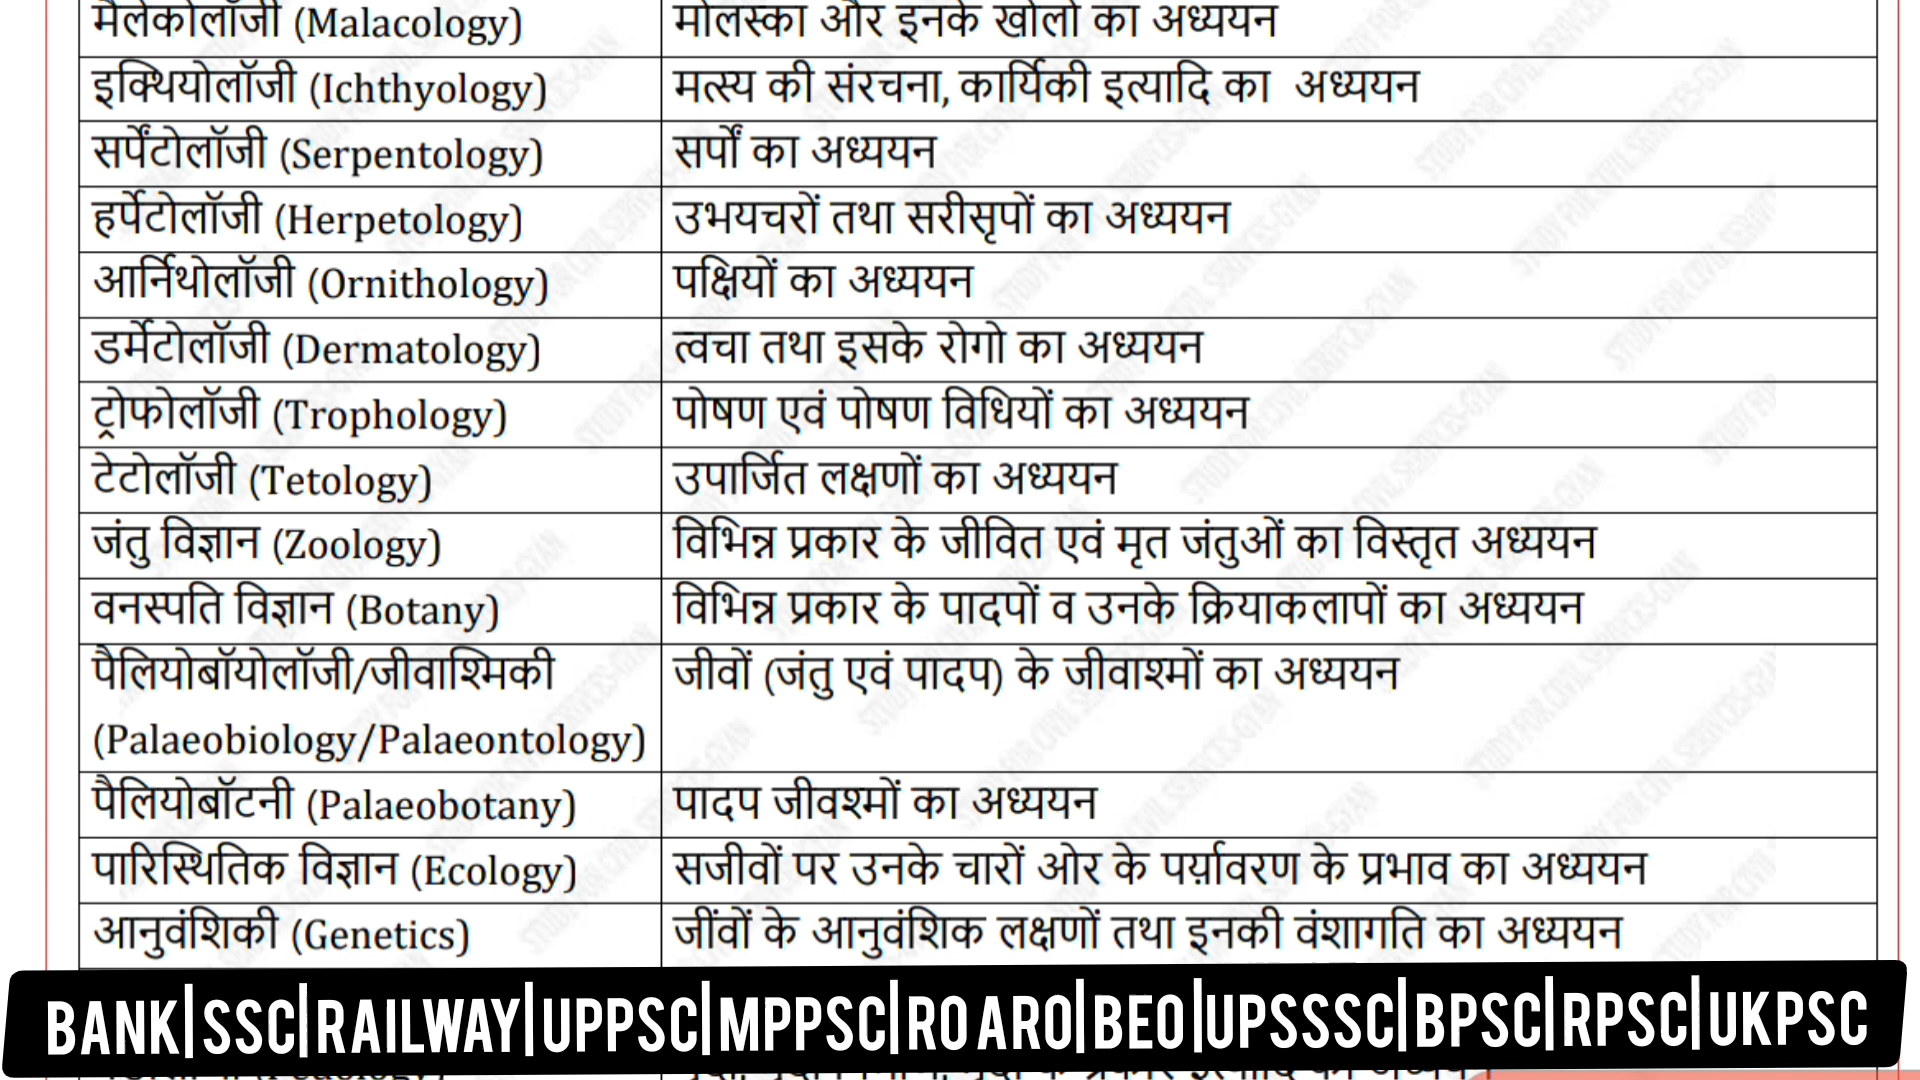 मैलेकोलॉजी (Malacology) मोलस्का और इनके खोलों का अध्ययन
इक्थियोलॉजी (Ichthyology) मत्स्य की संरचना, कार्यिकी इत्यादि का अध्ययन
सर्पेंटोलॉजी (Serpentology) सर्पों का अध्ययन
हर्पेटोलॉजी (Herpetology) उभयचरों तथा सरीसृपों का अध्ययन
आर्निथोलॉजी (Ornithology) पक्षियों का अध्ययन
डर्मेटोलॉजी (Dermatology) त्वचा तथा इसके रोगो का अध्ययन
ट्रोफोलॉजी (Trophology) पोषण एवं पोषण विधियों का अध्ययन
टेटोलॉजी (Tetology) उपार्जित लक्षणों का अध्ययन
जंतु विज्ञान (Zoology) विभिन्न प्रकार के जीवित एवं मृत जंतुओं का विस्तृत अध्ययन
वनस्पति विज्ञान (Botany) विभिन्न प्रकार के पादपों व उनके क्रियाकलापों का अध्ययन
पैलियोबॉयोलॉजी/जीवाश्मिकी जीवों (जंतु एवं पादप) के जीवाश्मों का अध्ययन
(Palaeobiology/Palaeontology)
पैलियोबॉटनी (Palaeobotany) पादप जीवश्मों का अध्ययन
पारिस्थितिक विज्ञान (Ecology) सजीवों पर उनके चारों ओर के पर्य़ावरण के प्रभाव का अध्ययन
आनुवंशिकी (Genetics) जींवों के आनुवंशिक लक्षणों तथा इनकी वंशागति का अध्ययन
BANK|SSC|RAILWAY|UPPSC|MPPSC|RO ARO|BEO|UPSSSC|BPSC|RPSC|UKPSC